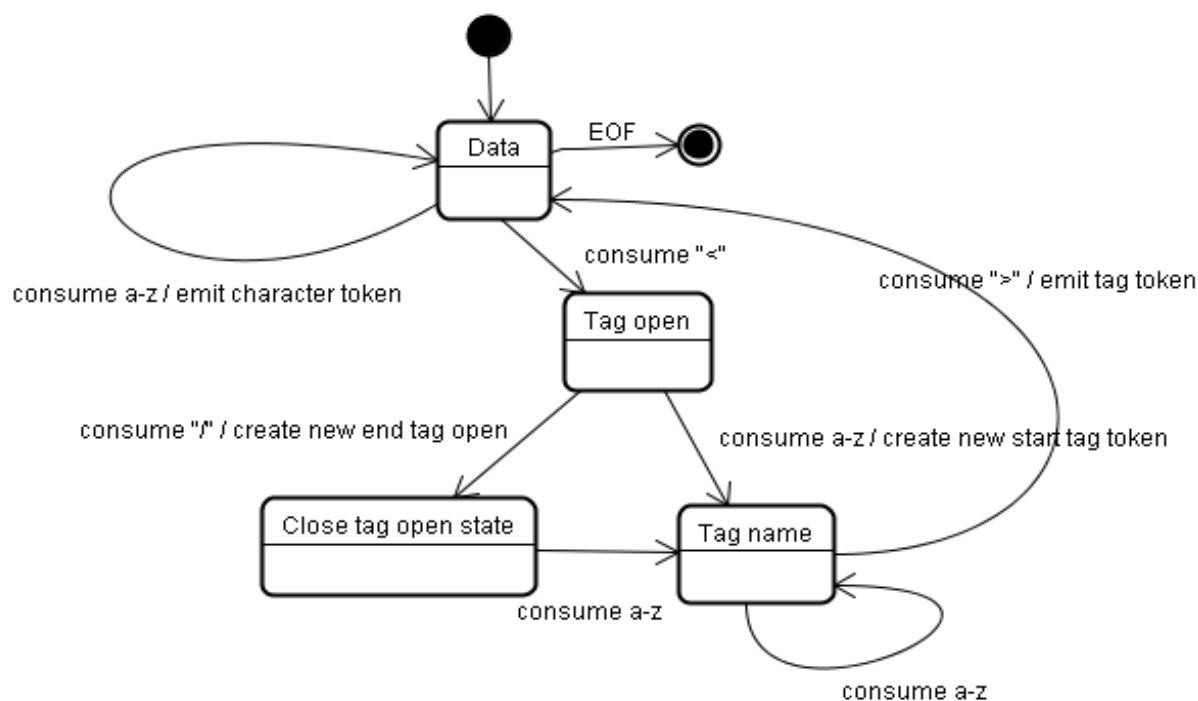 Data
EOF
consume "<"
consume a-z / emit character token
consume ">" / emit tag token
Tag open
consume "/" / create new end tag open
consume a-z / create new start tag token
Close tag open state
Tag name
consume a-z
consume a-z